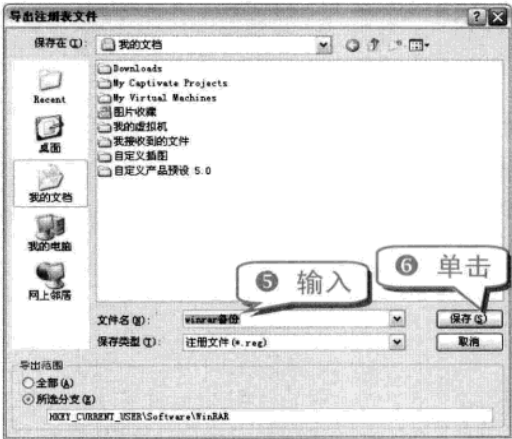 导出注册表文件
保存在(I):
我的文档
Recent
桌面
我的文档
我的电脑
网上邻居
Downloads
My Captivate Projects
My Virtual Machines
图片收藏
我的虚拟机
我接收到的文件
自定义插图
自定义产品预设 5.0
❺ 输入
❻ 单击
文件名(N):
winrar备份
保存(S)
保存类型(T):
注册文件(*.reg)
取消
导出范围
全部(A)
所选分支(E)
HKEY_CURRENT_USER\Software\WinRAR